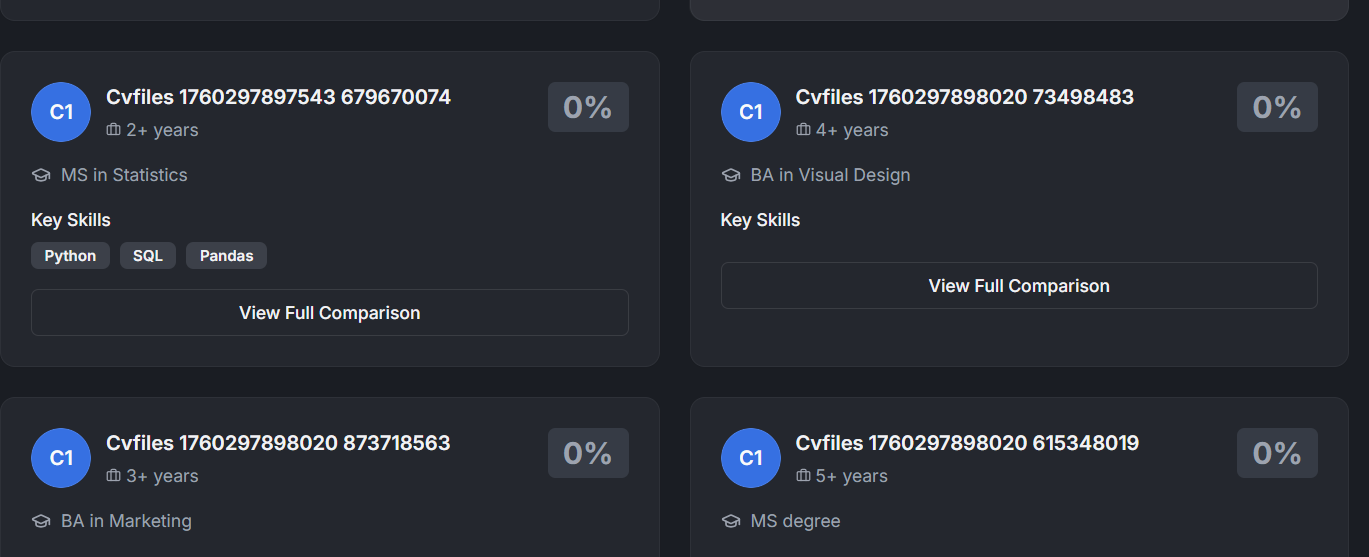 C1
Cvfiles 1760297897543 679670074
2+ years
0%
MS in Statistics
Key Skills
Python SQL Pandas
View Full Comparison
C1
Cvfiles 1760297898020 73498483
4+ years
0%
BA in Visual Design
Key Skills
View Full Comparison
C1
Cvfiles 1760297898020 873718563
3+ years
0%
BA in Marketing
C1
Cvfiles 1760297898020 615348019
5+ years
0%
MS degree